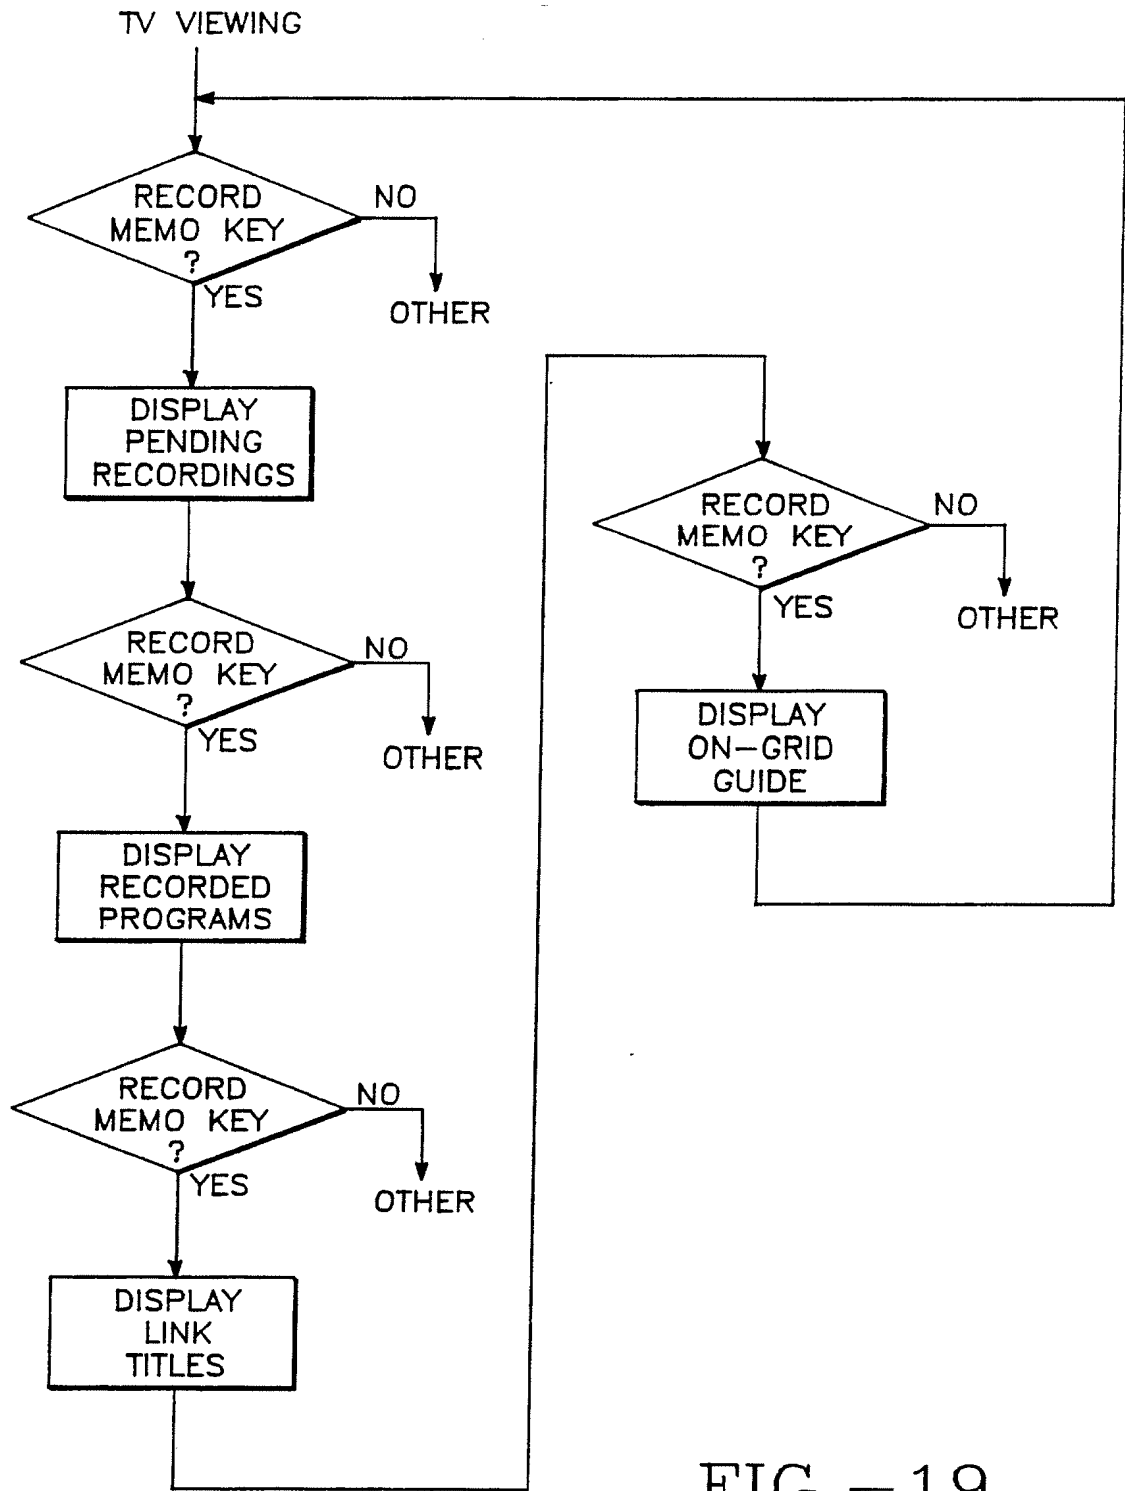 TV VIEWING
RECORD
MEMO KEY
?
NO
YES
OTHER
DISPLAY
PENDING
RECORDINGS
RECORD
MEMO KEY
?
NO
YES
OTHER
DISPLAY
RECORDED
PROGRAMS
RECORD
MEMO KEY
?
NO
YES
OTHER
DISPLAY
LINK
TITLES
RECORD
MEMO KEY
?
NO
YES
OTHER
DISPLAY
ON-GRID
GUIDE
FIG.-19